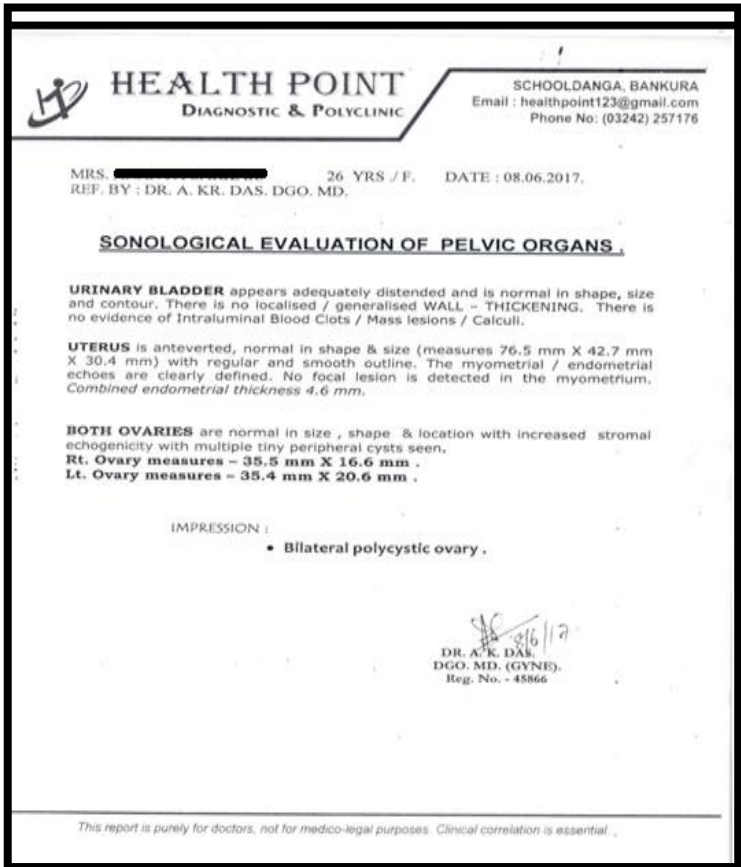 HEALTH POINT
DIAGNOSTIC & POLYCLINIC
SCHOOLDANGA, BANKURA
Email : healthpoint123@gmail.com
Phone No: (03242) 257176
MRS. 26 YRS / F. DATE : 08.06.2017.
REF. BY : DR. A. KR. DAS. DGO. MD.
SONOLOGICAL EVALUATION OF PELVIC ORGANS .
URINARY BLADDER appears adequately distended and is normal in shape, size
and contour. There is no localised / generalised WALL – THICKENING. There is
no evidence of Intraluminal Blood Clots / Mass lesions / Calculi.
UTERUS is anteverted, normal in shape & size (measures 76.5 mm X 42.7 mm
X 30.4 mm) with regular and smooth outline. The myometrial / endometrial
echoes are clearly defined. No focal lesion is detected in the myometrium.
Combined endometrial thickness 4.6 mm.
BOTH OVARIES are normal in size , shape & location with increased stromal
echogenicity with multiple tiny peripheral cysts seen.
Rt. Ovary measures – 35.5 mm X 16.6 mm .
Lt. Ovary measures – 35.4 mm X 20.6 mm .
IMPRESSION :
• Bilateral polycystic ovary .
8/6/17
DR. A. K. DAS.
DGO. MD. (GYNE).
Reg. No. - 45866
This report is purely for doctors, not for medico-legal purposes. Clinical correlation is essential .